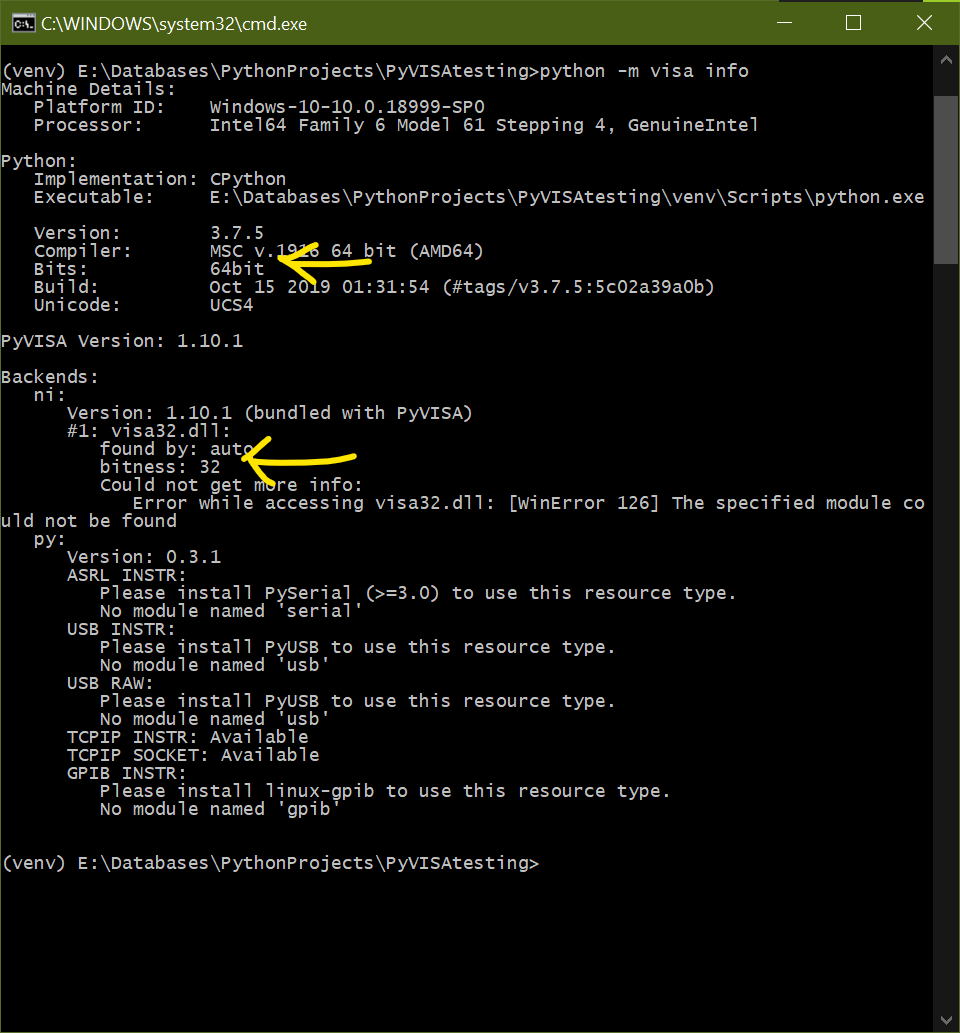 C:\WINDOWS\system32\cmd.exe
(venv) E:\Databases\PythonProjects\PyVISAtesting>python -m visa info
Machine Details:
   Platform ID:    Windows-10-10.0.18999-SP0
   Processor:      Intel64 Family 6 Model 61 Stepping 4, GenuineIntel
Python:
   Implementation: CPython
   Executable:     E:\Databases\PythonProjects\PyVISAtesting\venv\Scripts\python.exe
   Version:        3.7.5
   Compiler:       MSC v.1916 64 bit (AMD64)
   Bits:           64bit
   Build:          Oct 15 2019 01:31:54 (#tags/v3.7.5:5c02a39a0b)
   Unicode:        UCS4
PyVISA Version: 1.10.1
Backends:
   ni:
      Version: 1.10.1 (bundled with PyVISA)
      #1: visa32.dll:
         found by: auto
         bitness: 32
         Could not get more info:
            Error while accessing visa32.dll: [WinError 126] The specified module co
uld not be found
   py:
      Version: 0.3.1
      ASRL INSTR:
         Please install PySerial (>=3.0) to use this resource type.
         No module named 'serial'
      USB INSTR:
         Please install PyUSB to use this resource type.
         No module named 'usb'
      USB RAW:
         Please install PyUSB to use this resource type.
         No module named 'usb'
      TCPIP INSTR: Available
      TCPIP SOCKET: Available
      GPIB INSTR:
         Please install linux-gpib to use this resource type.
         No module named 'gpib'
(venv) E:\Databases\PythonProjects\PyVISAtesting>